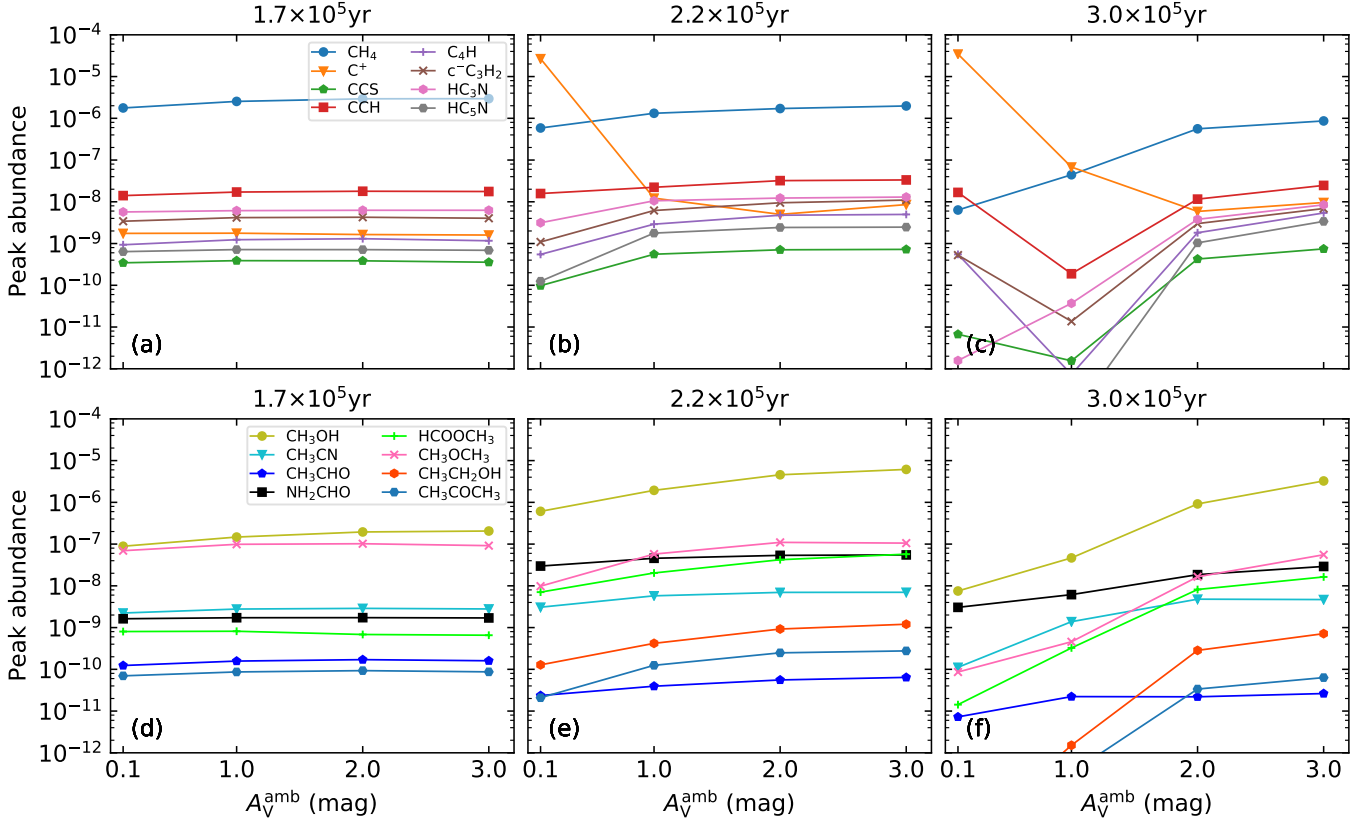 1.7×10⁵yr 2.2×10⁵yr 3.0×10⁵yr
Peak abundance
10⁻⁴
10⁻⁵
10⁻⁶
10⁻⁷
10⁻⁸
10⁻⁹
10⁻¹⁰
10⁻¹¹
10⁻¹²
CH₄ C₄H
C⁺ c⁻C₃H₂
CCS HC₃N
CCH HC₅N
(a) (b) (c)
1.7×10⁵yr 2.2×10⁵yr 3.0×10⁵yr
Peak abundance
10⁻⁴
10⁻⁵
10⁻⁶
10⁻⁷
10⁻⁸
10⁻⁹
10⁻¹⁰
10⁻¹¹
10⁻¹²
CH₃OH HCOOCH₃
CH₃CN CH₃OCH₃
CH₃CHO CH₃CH₂OH
NH₂CHO CH₃COCH₃
(d) (e) (f)
0.1 1.0 2.0 3.0 0.1 1.0 2.0 3.0 0.1 1.0 2.0 3.0
A_V^amb (mag) A_V^amb (mag) A_V^amb (mag)